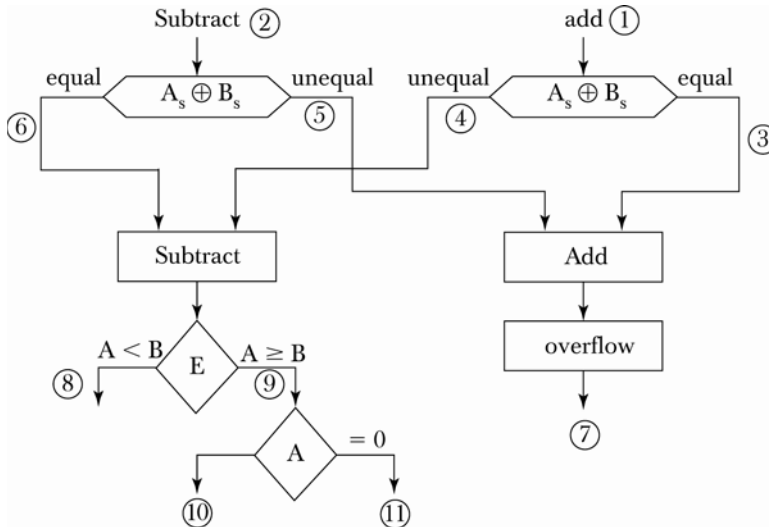 Subtract ② add ①
equal unequal unequal equal
A_s ⊕ B_s A_s ⊕ B_s
⑥ ⑤ ④ ③
Subtract Add
overflow
A < B E A ≥ B
⑧ ⑨
⑦
A = 0
⑩ ⑪